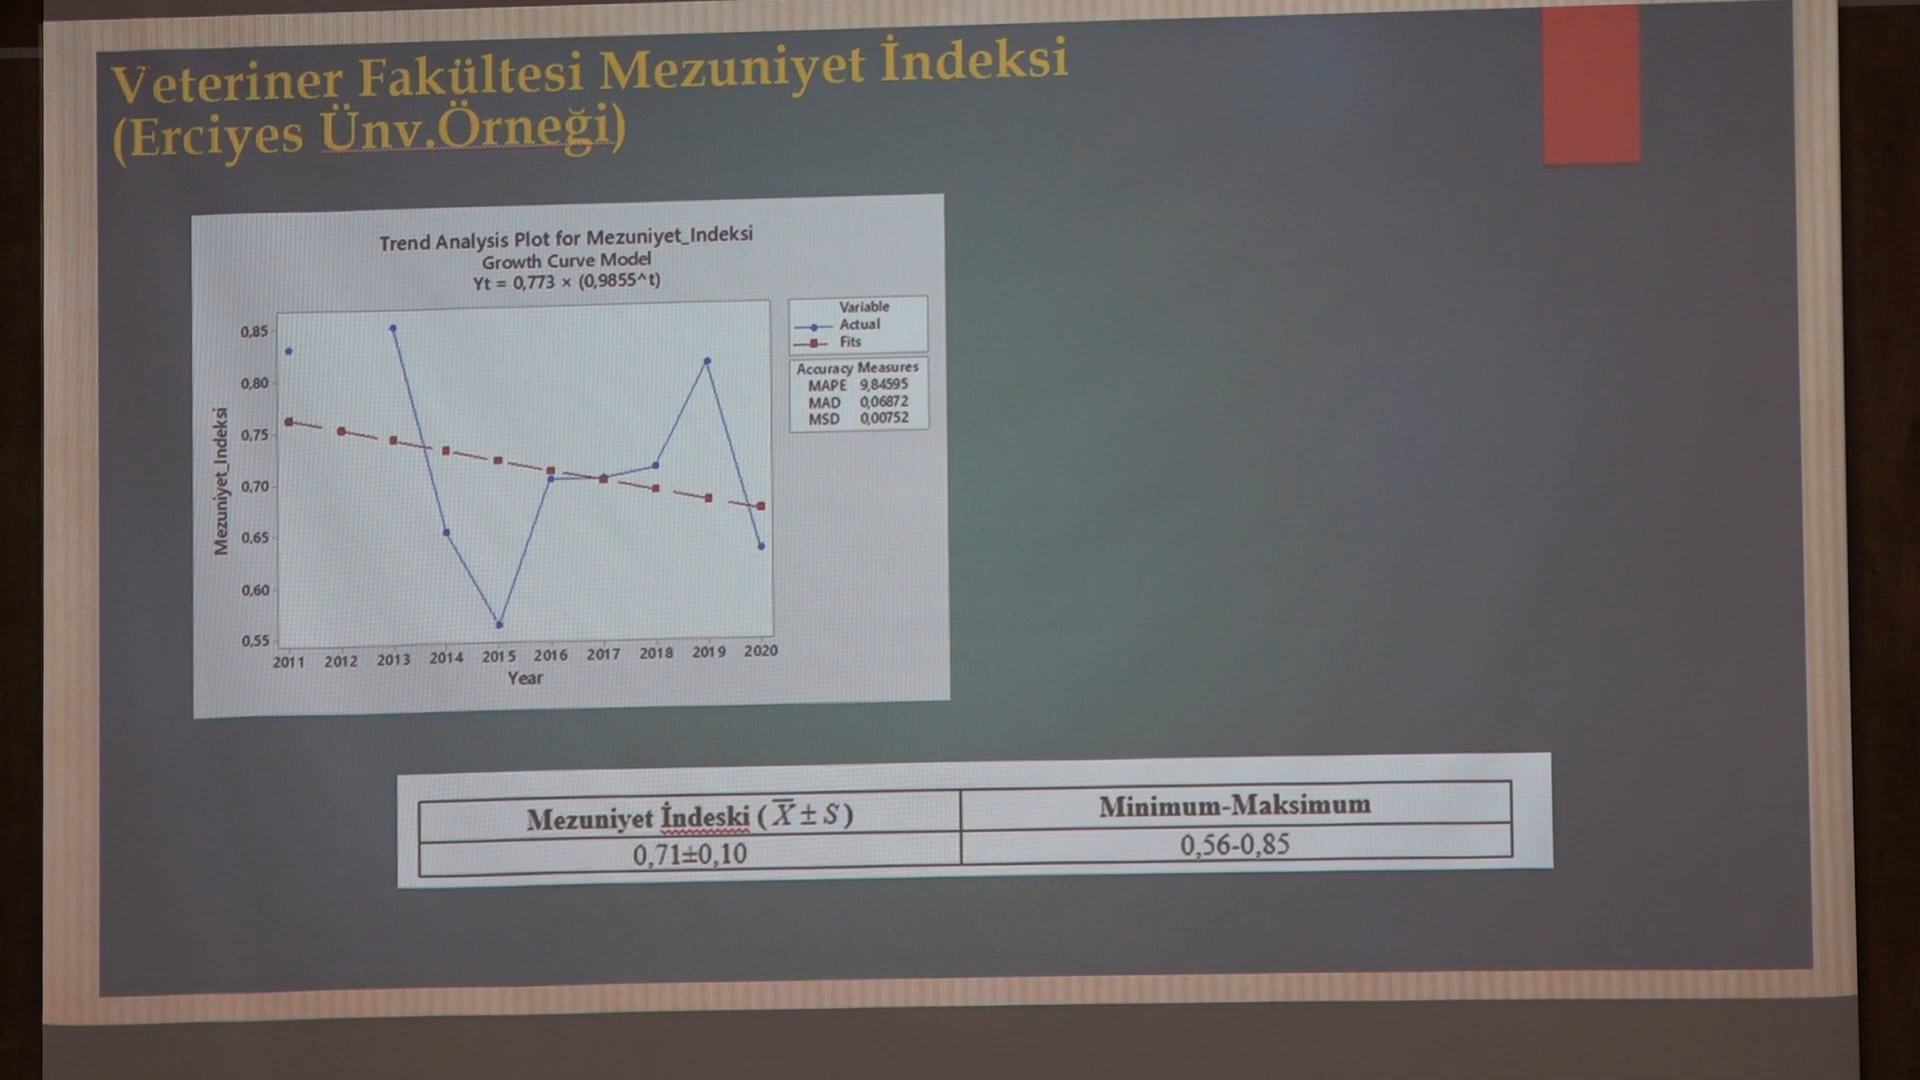 Veteriner Fakültesi Mezuniyet İndeksi
(Erciyes Ünv.Örneği)
Trend Analysis Plot for Mezuniyet_Indeksi
Growth Curve Model
Yt = 0,773 × (0,9855^t)
Variable
Actual
Fits
Accuracy Measures
MAPE 9,84595
MAD 0,06872
MSD 0,00752
Mezuniyet_Indeksi
0,85
0,80
0,75
0,70
0,65
0,60
0,55
2011 2012 2013 2014 2015 2016 2017 2018 2019 2020
Year
Mezuniyet İndeski (X̅ ± S) Minimum-Maksimum
0,71±0,10 0,56-0,85